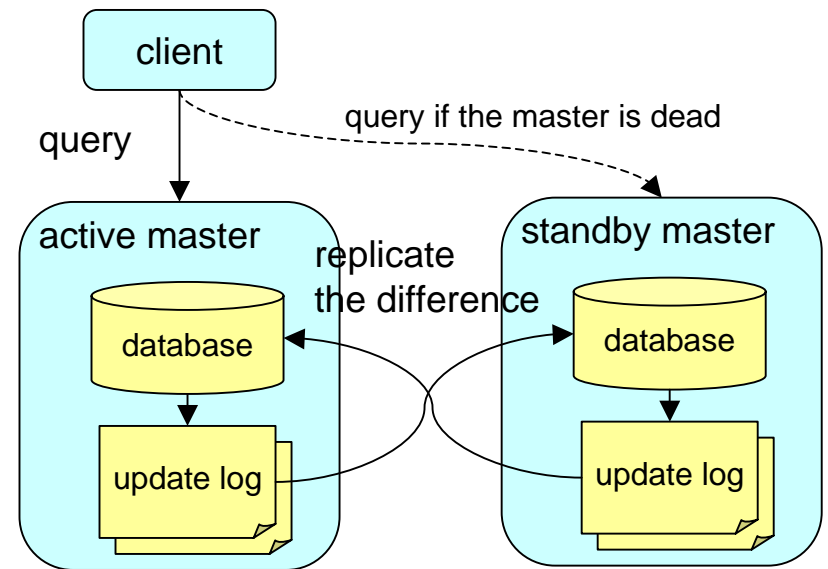 client
query
query if the master is dead
active master
standby master
replicate
the difference
database
database
update log
update log